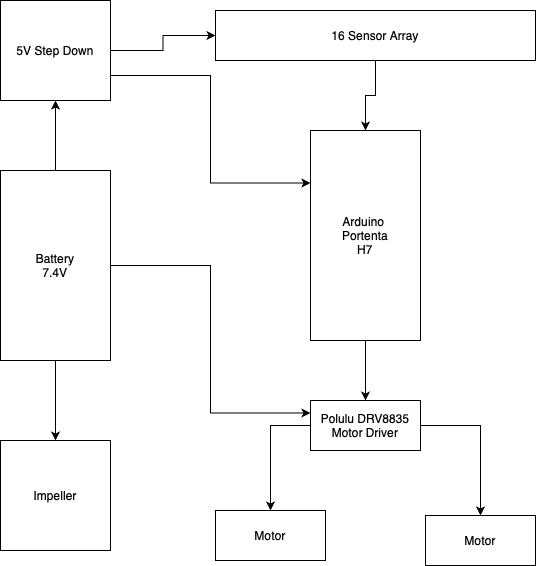 5V Step Down
16 Sensor Array
Arduino
Portenta
H7
Battery
7.4V
Polulu DRV8835
Motor Driver
Impeller
Motor
Motor